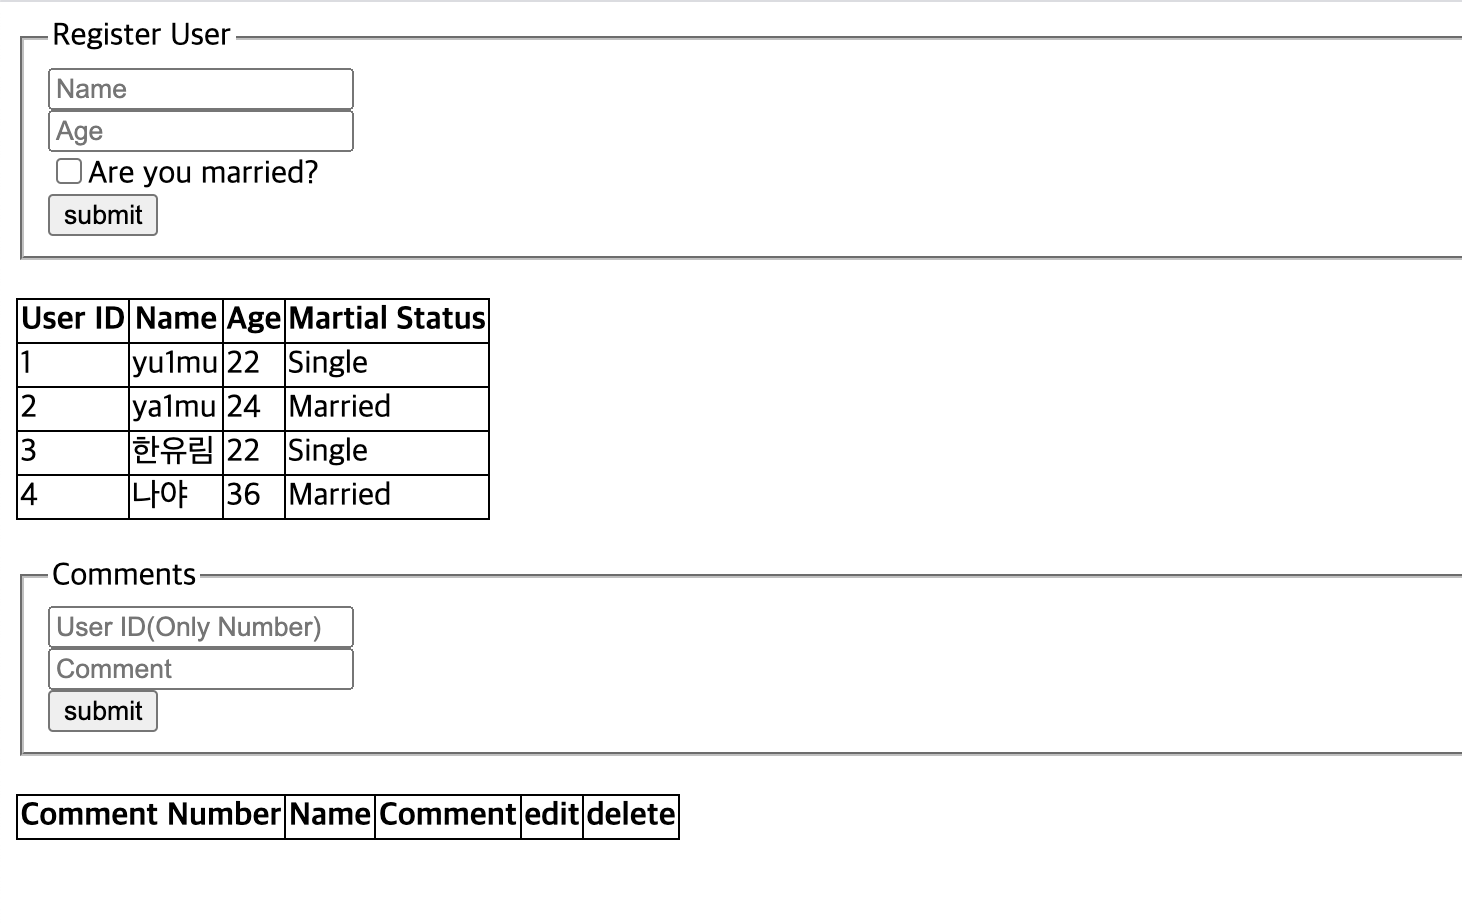 Register User
Name
Age
Are you married?
submit
User ID Name Age Martial Status
1 yu1mu 22 Single
2 ya1mu 24 Married
3 한유림 22 Single
4 나야 36 Married
Comments
User ID(Only Number)
Comment
submit
Comment Number Name Comment edit delete